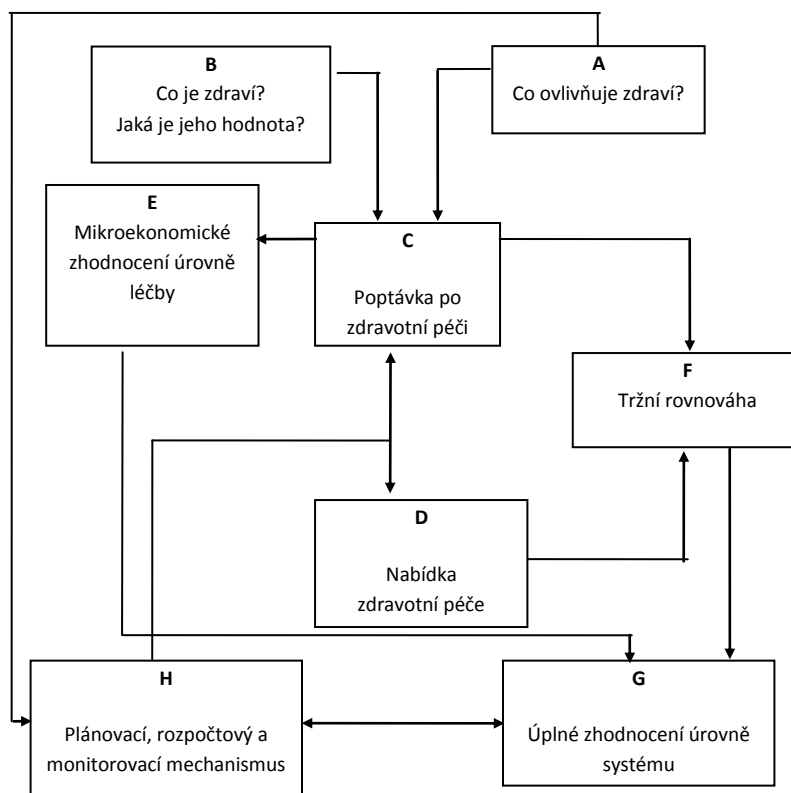 B
Co je zdraví?
Jaká je jeho hodnota?
A
Co ovlivňuje zdraví?
E
Mikroekonomické
zhodnocení úrovně
léčby
C
Poptávka po
zdravotní péči
F
Tržní rovnováha
D
Nabídka
zdravotní péče
H
Plánovací, rozpočtový a
monitorovací mechanismus
G
Úplné zhodnocení úrovně
systému